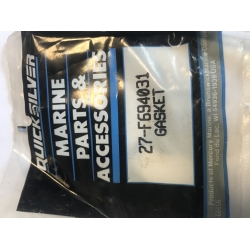 QUICKSILVER
MARINE
PARTS &
ACCESSORIES
27-F694031
GASKET